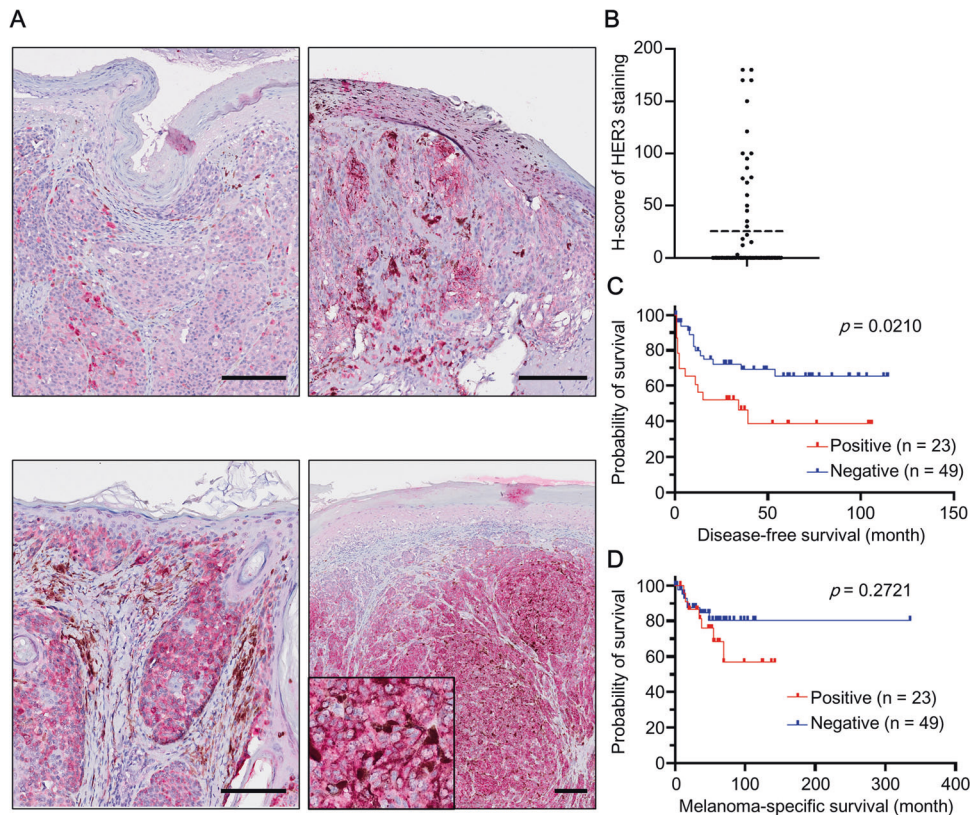 A
B
200
150
100
50
0
H-score of HER3 staining
C
100
80
60
40
20
0
Probability of survival
p = 0.0210
Positive (n = 23)
Negative (n = 49)
0
50
100
150
Disease-free survival (month)
D
100
80
60
40
20
0
Probability of survival
p = 0.2721
Positive (n = 23)
Negative (n = 49)
0
100
200
300
400
Melanoma-specific survival (month)